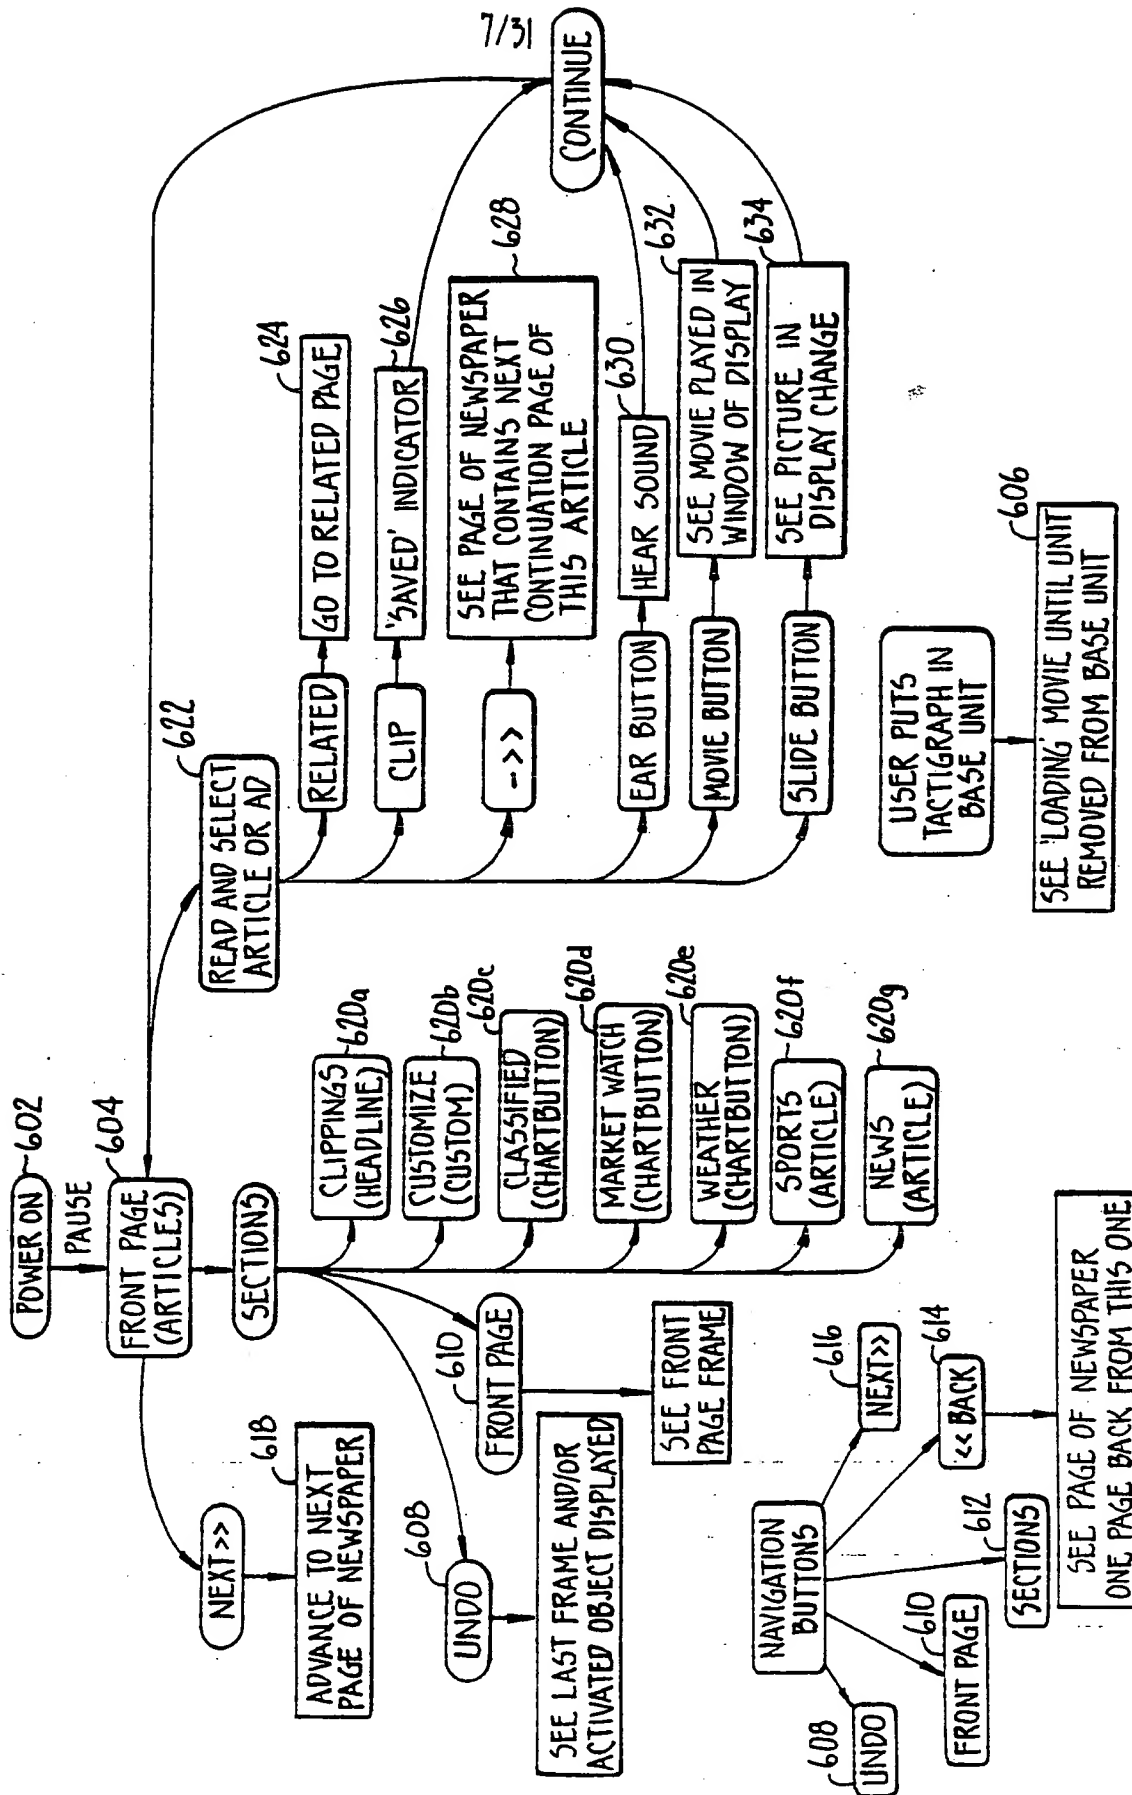 7/31
POWER ON
602
PAUSE
FRONT PAGE
(ARTICLES)
604
NEXT>>
ADVANCE TO NEXT
PAGE OF NEWSPAPER
618
SECTIONS
UNDO
608
SEE LAST FRAME AND/OR
ACTIVATED OBJECT DISPLAYED
FRONT PAGE
610
SEE FRONT
PAGE FRAME
CLIPPINGS
(HEADLINE)
620a
CUSTOMIZE
(CUSTOM)
620b
CLASSIFIED
(CHARTBUTTON)
620c
MARKET WATCH
(CHARTBUTTON)
620d
WEATHER
(CHARTBUTTON)
620e
SPORTS
(ARTICLE)
620f
NEWS
(ARTICLE)
620g
READ AND SELECT
ARTICLE OR AD
622
RELATED
GO TO RELATED PAGE
624
CLIP
'SAVED' INDICATOR
626
->>
SEE PAGE OF NEWSPAPER
THAT CONTAINS NEXT
CONTINUATION PAGE OF
THIS ARTICLE
628
EAR BUTTON
HEAR SOUND
630
MOVIE BUTTON
SEE MOVIE PLAYED IN
WINDOW OF DISPLAY
632
SLIDE BUTTON
SEE PICTURE IN
DISPLAY CHANGE
634
CONTINUE
NAVIGATION
BUTTONS
608
UNDO
610
FRONT PAGE
612
SECTIONS
614
<< BACK
616
NEXT>>
SEE PAGE OF NEWSPAPER
ONE PAGE BACK FROM THIS ONE
USER PUTS
TACTIGRAPH IN
BASE UNIT
SEE 'LOADING' MOVIE UNTIL UNIT
REMOVED FROM BASE UNIT
606